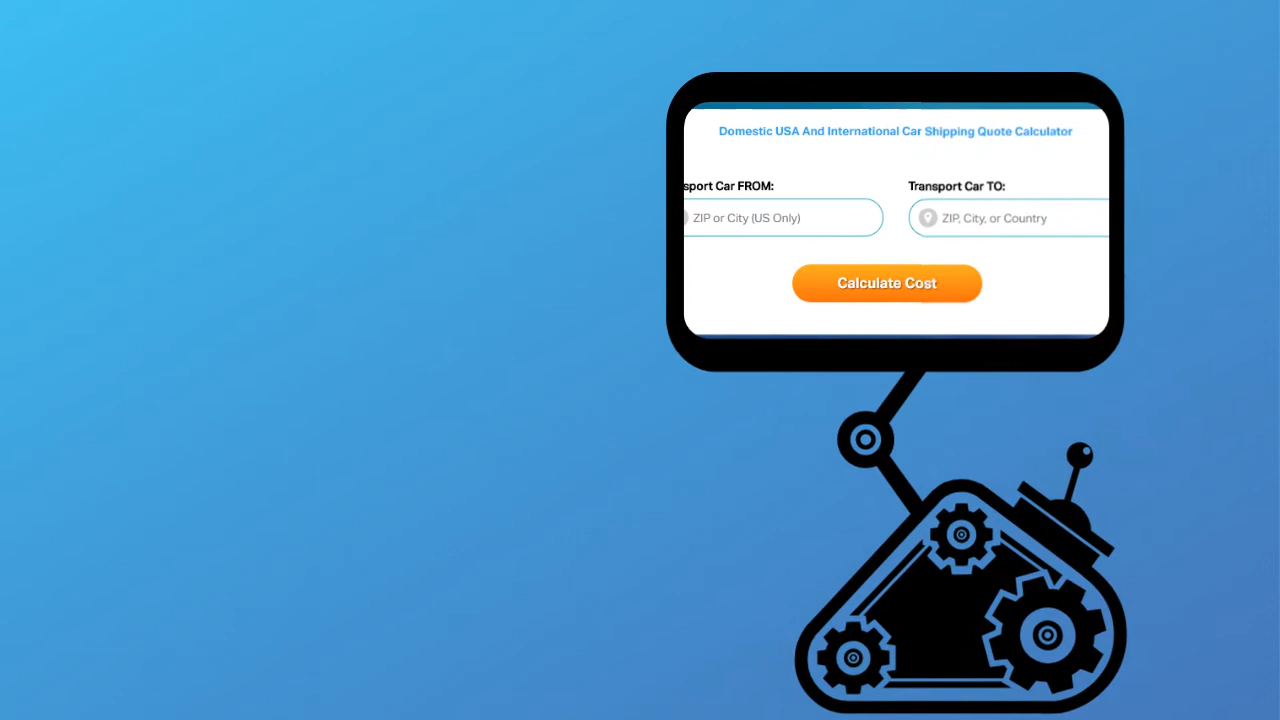 Domestic USA And International Car Shipping Quote Calculator
sport Car FROM:
Transport Car TO:
ZIP or City (US Only)
ZIP, City, or Country
Calculate Cost